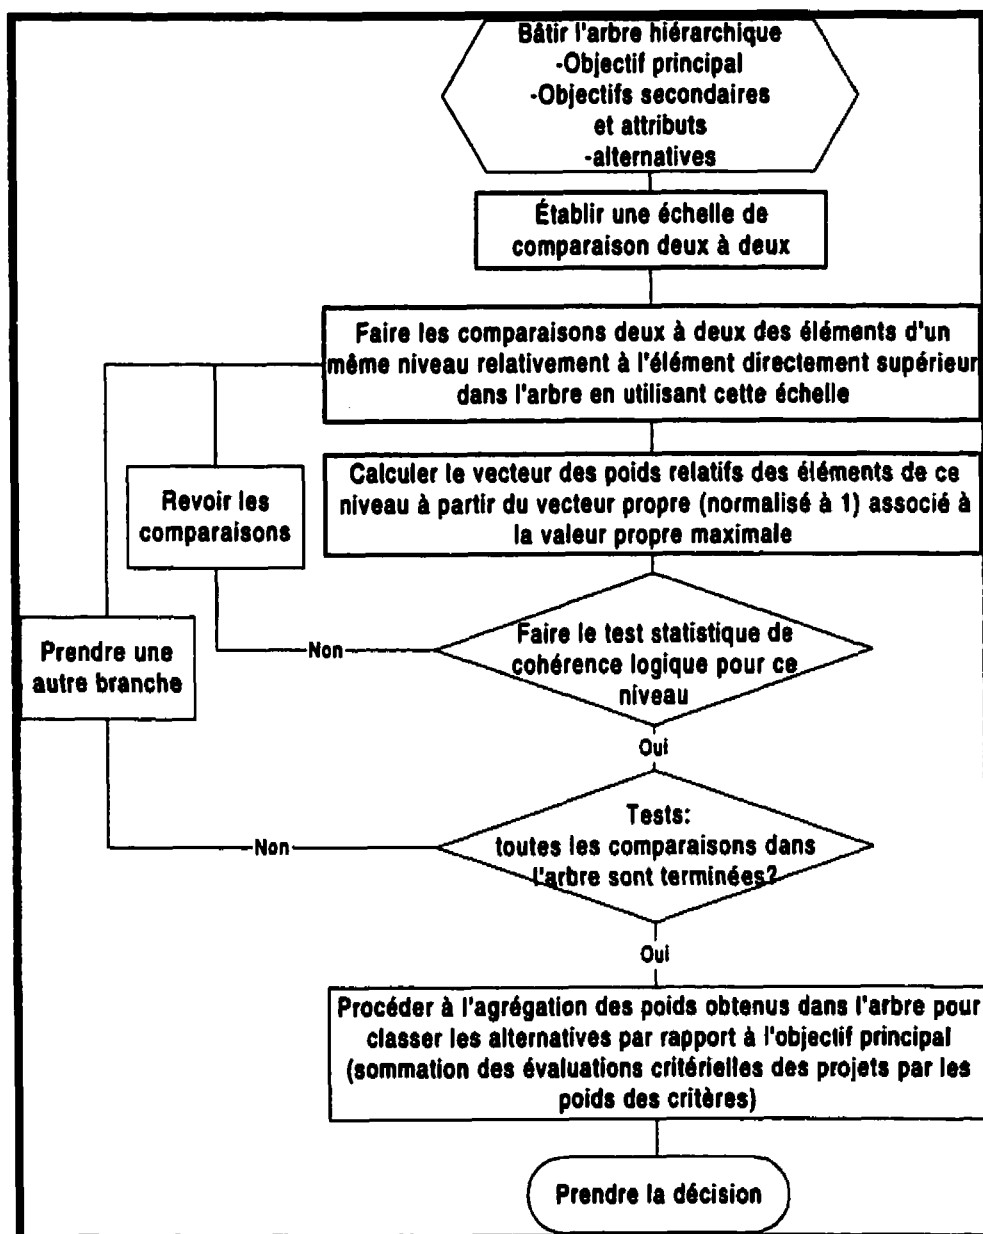 Bâtir l'arbre hiérarchique
-Objectif principal
-Objectifs secondaires
et attributs
-alternatives
Établir une échelle de
comparaison deux à deux
Faire les comparaisons deux à deux des éléments d'un
même niveau relativement à l'élément directement supérieur
dans l'arbre en utilisant cette échelle
Calculer le vecteur des poids relatifs des éléments de ce
niveau à partir du vecteur propre (normalisé à 1) associé à
la valeur propre maximale
Revoir les
comparaisons
Faire le test statistique de
cohérence logique pour ce
niveau
Non
Prendre une
autre branche
Oui
Tests:
toutes les comparaisons dans
l'arbre sont terminées?
Non
Oui
Procéder à l'agrégation des poids obtenus dans l'arbre pour
classer les alternatives par rapport à l'objectif principal
(sommation des évaluations critérielles des projets par les
poids des critères)
Prendre la décision